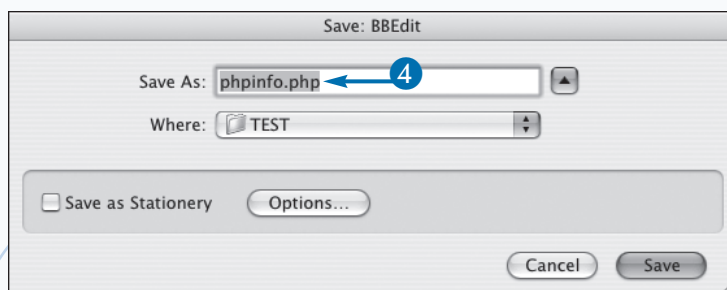 Save: BBEdit
Save As: phpinfo.php 4
Where: TEST
Save as Stationery Options...
Cancel Save